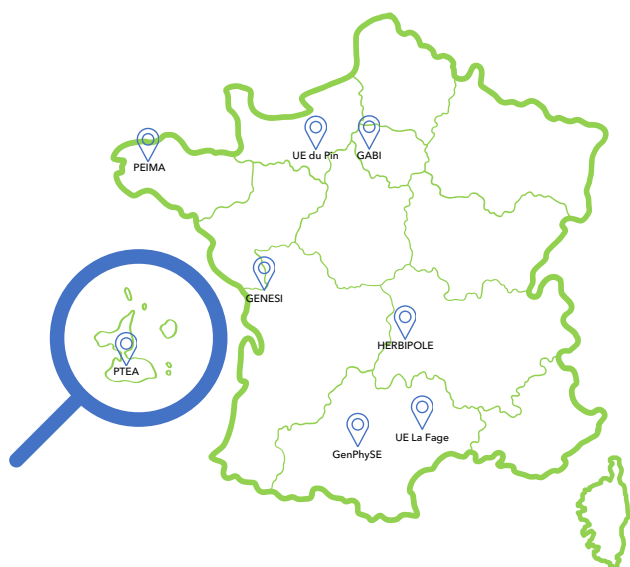 UE du Pin
GABI
PEIMA
GENESI
HERBIPOLE
PTEA
UE La Fage
GenPhySE